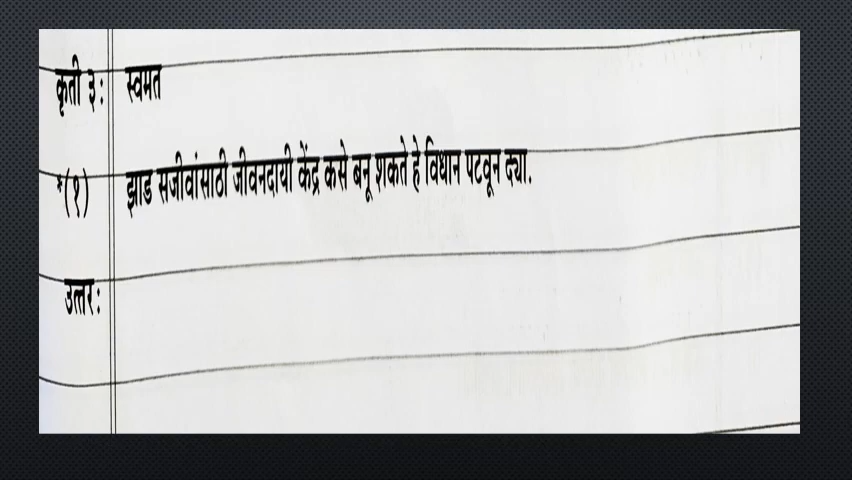 कृती ३: स्वमत
*(१) झाड सजीवांसाठी जीवनदायी केंद्र कसे बनू शकते हे विधान पटवून द्या.
उत्तर: